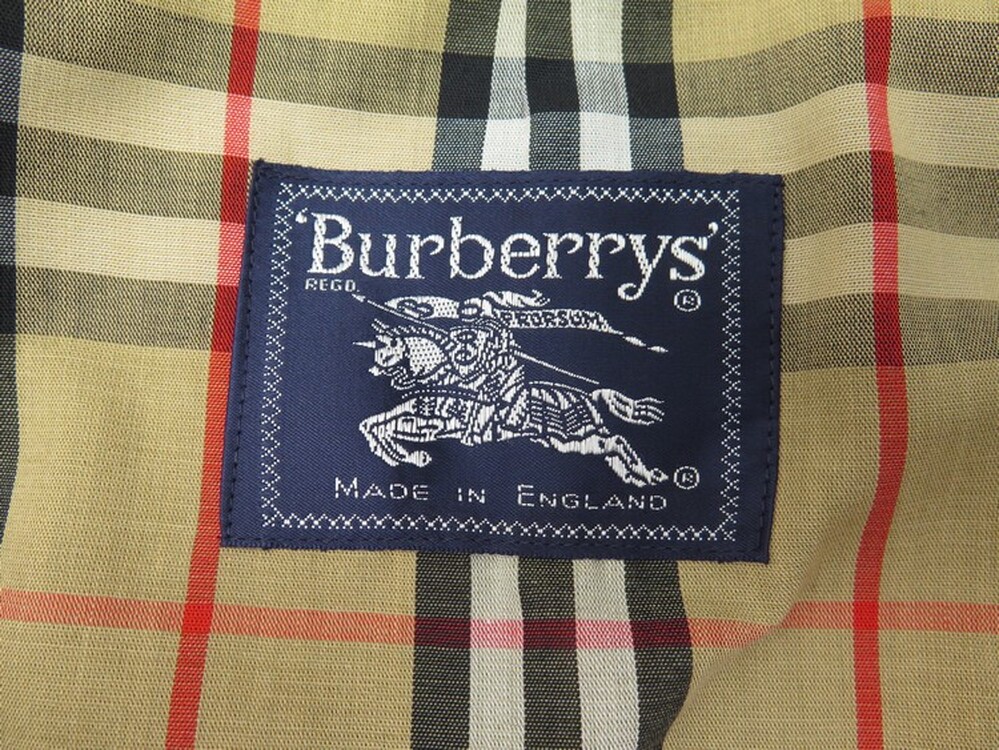 'Burberrys'
REGD. ®
PRORSUM
®
MADE IN ENGLAND